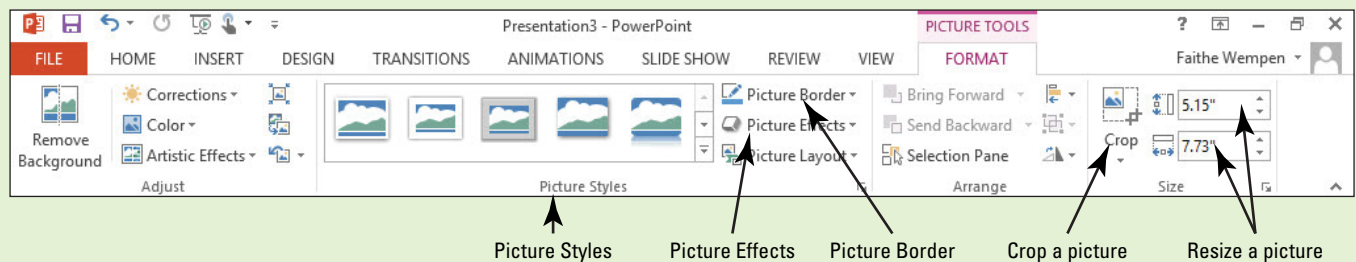 Presentation3 - PowerPoint
PICTURE TOOLS
?
FILE HOME INSERT DESIGN TRANSITIONS ANIMATIONS SLIDE SHOW REVIEW VIEW FORMAT Faithe Wempen
Remove
Background
Corrections
Color
Artistic Effects
Adjust
Picture Border
Picture Effects
Picture Layout
Picture Styles
Bring Forward
Send Backward
Selection Pane
Arrange
Crop
5.15"
7.73"
Size
Picture Styles Picture Effects Picture Border Crop a picture Resize a picture